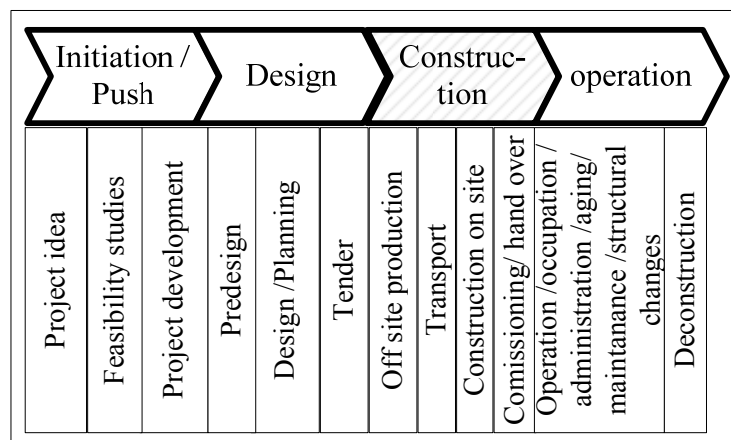 Initiation /
Push
Design
Construc-
tion
operation
Project idea
Feasibility studies
Project development
Predesign
Design /Planning
Tender
Off site production
Transport
Construction on site
Comissioning/ hand over
Operation /occupation /
administration /aging/
maintanance /structural
changes
Deconstruction